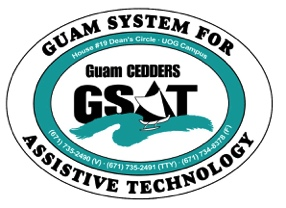 GUAM SYSTEM FOR
House #19 Dean's Circle · UOG Campus
Guam CEDDERS
GSAT
(671) 735-2490 (V) · (671) 735-2491 (TTY) · (671) 734-8378 (F)
ASSISTIVE TECHNOLOGY